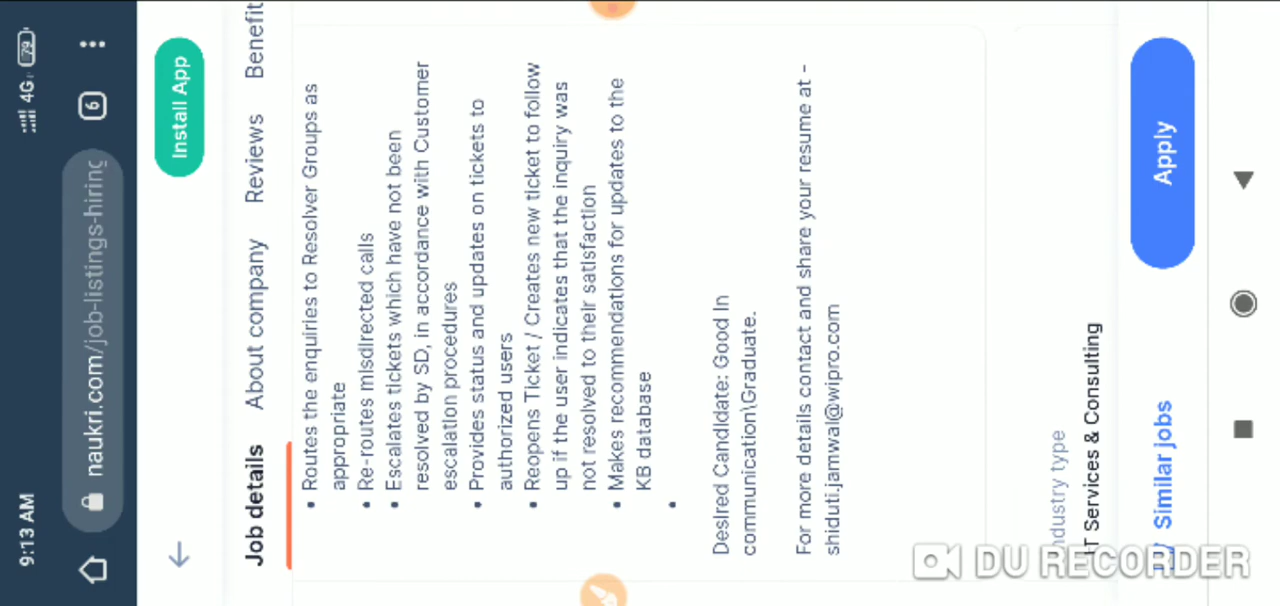 9:13 AM
4G
79
naukri.com/job-listings-hiring
6
Install App
Job details
About company
Reviews
Benefit
• Routes the enquiries to Resolver Groups as
appropriate
• Re-routes misdirected calls
• Escalates tickets which have not been
resolved by SD, in accordance with Customer
escalation procedures
• Provides status and updates on tickets to
authorized users
• Reopens Ticket / Creates new ticket to follow
up if the user indicates that the inquiry was
not resolved to their satisfaction
• Makes recommendations for updates to the
KB database
•
Desired Candidate: Good In
communication\Graduate.
For more details contact and share your resume at -
shiduti.jamwal@wipro.com
ndustry type
IT Services & Consulting
Similar jobs
Apply
DU RECORDER